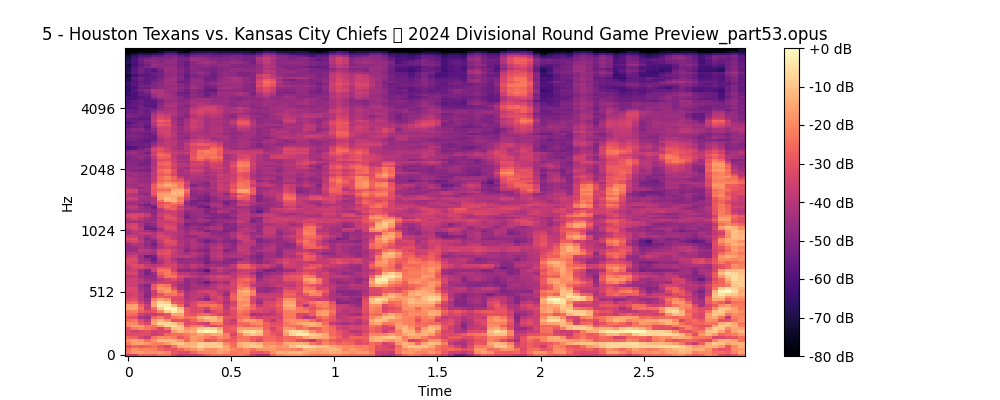 5 - Houston Texans vs. Kansas City Chiefs ▯ 2024 Divisional Round Game Preview_part53.opus
+0 dB
-10 dB
-20 dB
-30 dB
-40 dB
-50 dB
-60 dB
-70 dB
-80 dB
Hz
4096
2048
1024
512
0
0 0.5 1 1.5 2 2.5
Time